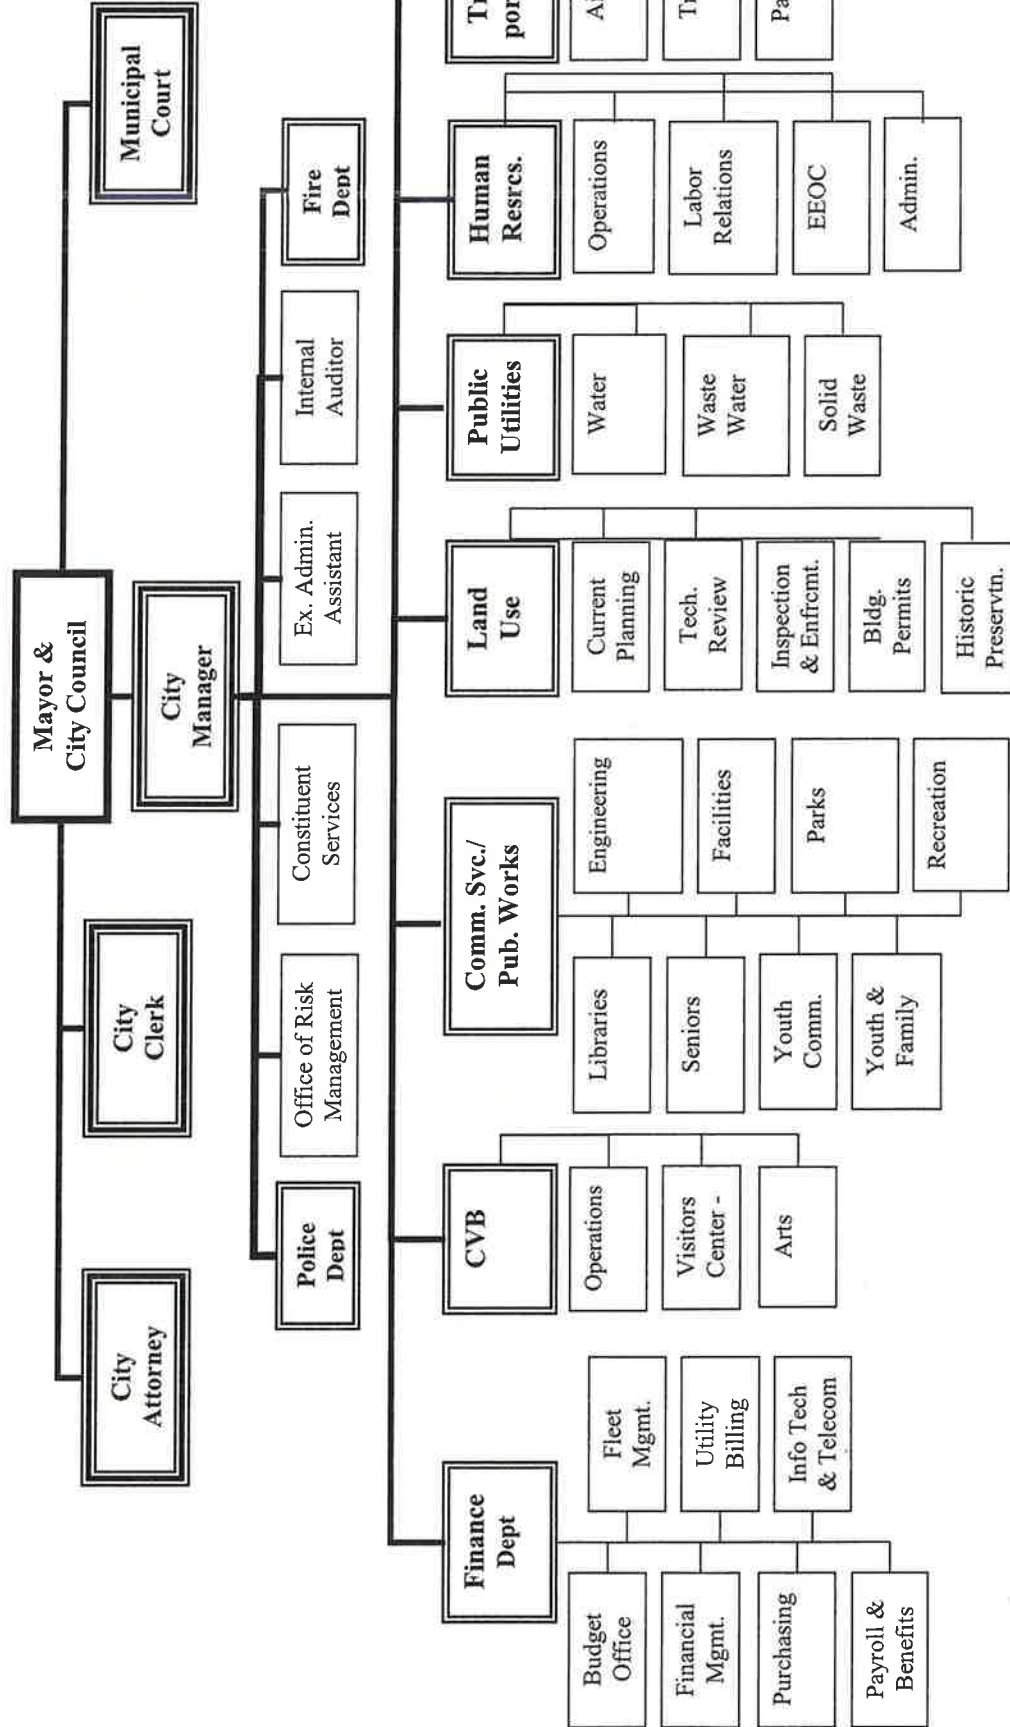 Mayor &
City Council
City
Attorney
City
Clerk
Municipal
Court
City
Manager
Police
Dept
Office of Risk
Management
Constituent
Services
Ex. Admin.
Assistant
Internal
Auditor
Fire
Dept
Finance
Dept
Budget
Office
Financial
Mgmt.
Purchasing
Payroll &
Benefits
Fleet
Mgmt.
Utility
Billing
Info Tech
& Telecom
CVB
Operations
Visitors
Center -
Arts
Comm. Svc./
Pub. Works
Libraries
Seniors
Youth
Comm.
Youth &
Family
Engineering
Facilities
Parks
Recreation
Land
Use
Current
Planning
Tech.
Review
Inspection
& Enfrcmt.
Bldg.
Permits
Historic
Preservtn.
Public
Utilities
Water
Waste
Water
Solid
Waste
Human
Resrcs.
Operations
Labor
Relations
EEOC
Admin.